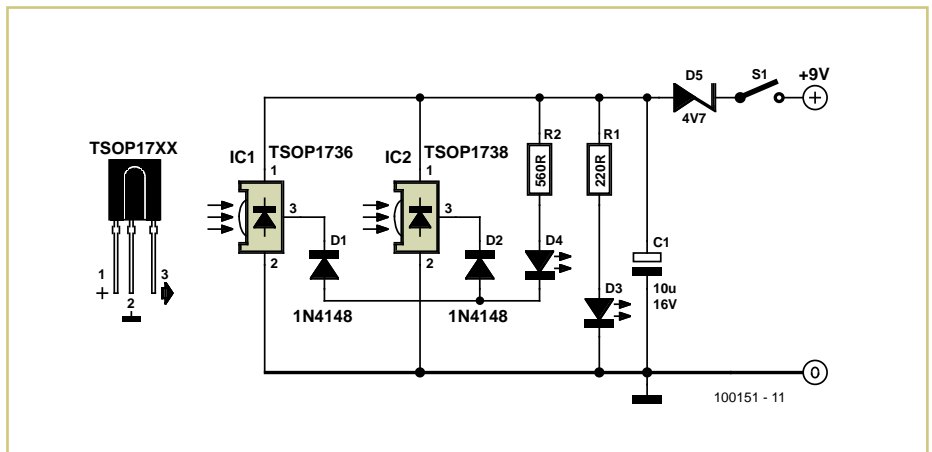 D5
S1
+9V
4V7
TSOP17XX
IC1
TSOP1736
IC2
TSOP1738
R2
R1
1
1
560R
220R
3
3
D1
D2
D4
C1
1
3
2
2
D3
10u
16V
+
2
1N4148
1N4148
0
100151 - 11